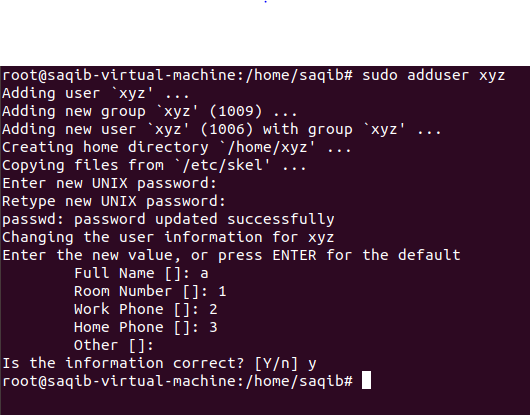 root@saqib-virtual-machine:/home/saqib# sudo adduser xyz
Adding user `xyz' ...
Adding new group `xyz' (1009) ...
Adding new user `xyz' (1006) with group `xyz' ...
Creating home directory `/home/xyz' ...
Copying files from `/etc/skel' ...
Enter new UNIX password:
Retype new UNIX password:
passwd: password updated successfully
Changing the user information for xyz
Enter the new value, or press ENTER for the default
        Full Name []: a
        Room Number []: 1
        Work Phone []: 2
        Home Phone []: 3
        Other []:
Is the information correct? [Y/n] y
root@saqib-virtual-machine:/home/saqib#